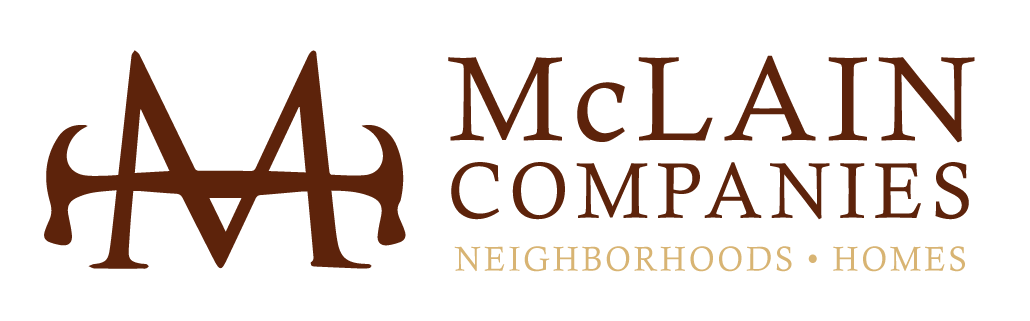 M
McLAIN
COMPANIES
NEIGHBORHOODS • HOMES